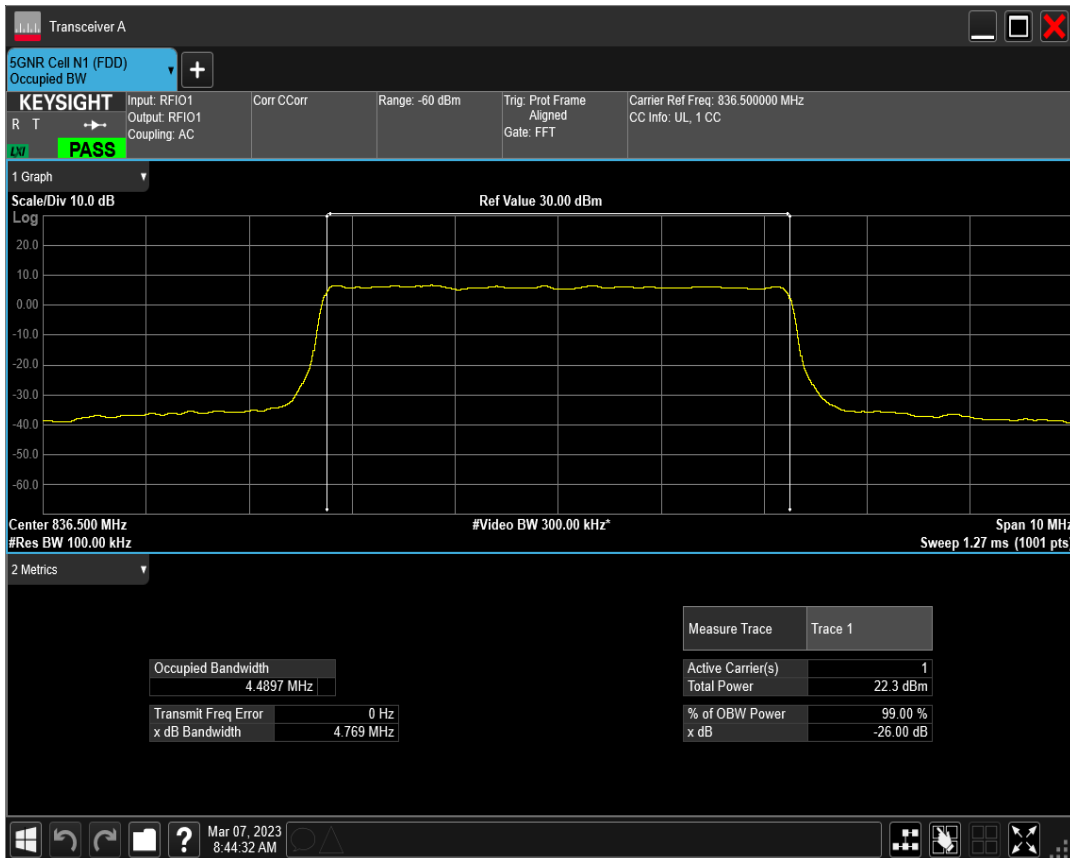 Transceiver A
5GNR Cell N1 (FDD)
Occupied BW
+
KEYSIGHT
R T
LXI
PASS
Input: RFIO1
Output: RFIO1
Coupling: AC
Corr CCorr
Range: -60 dBm
Trig: Prot Frame
Aligned
Gate: FFT
Carrier Ref Freq: 836.500000 MHz
CC Info: UL, 1 CC
1 Graph
Scale/Div 10.0 dB
Ref Value 30.00 dBm
Log
20.0
10.0
0.00
-10.0
-20.0
-30.0
-40.0
-50.0
-60.0
Center 836.500 MHz
#Video BW 300.00 kHz*
Span 10 MHz
#Res BW 100.00 kHz
Sweep 1.27 ms (1001 pts)
2 Metrics
Measure Trace Trace 1
Occupied Bandwidth
4.4897 MHz
Active Carrier(s) 1
Total Power 22.3 dBm
Transmit Freq Error 0 Hz
x dB Bandwidth 4.769 MHz
% of OBW Power 99.00 %
x dB -26.00 dB
?
Mar 07, 2023
8:44:32 AM